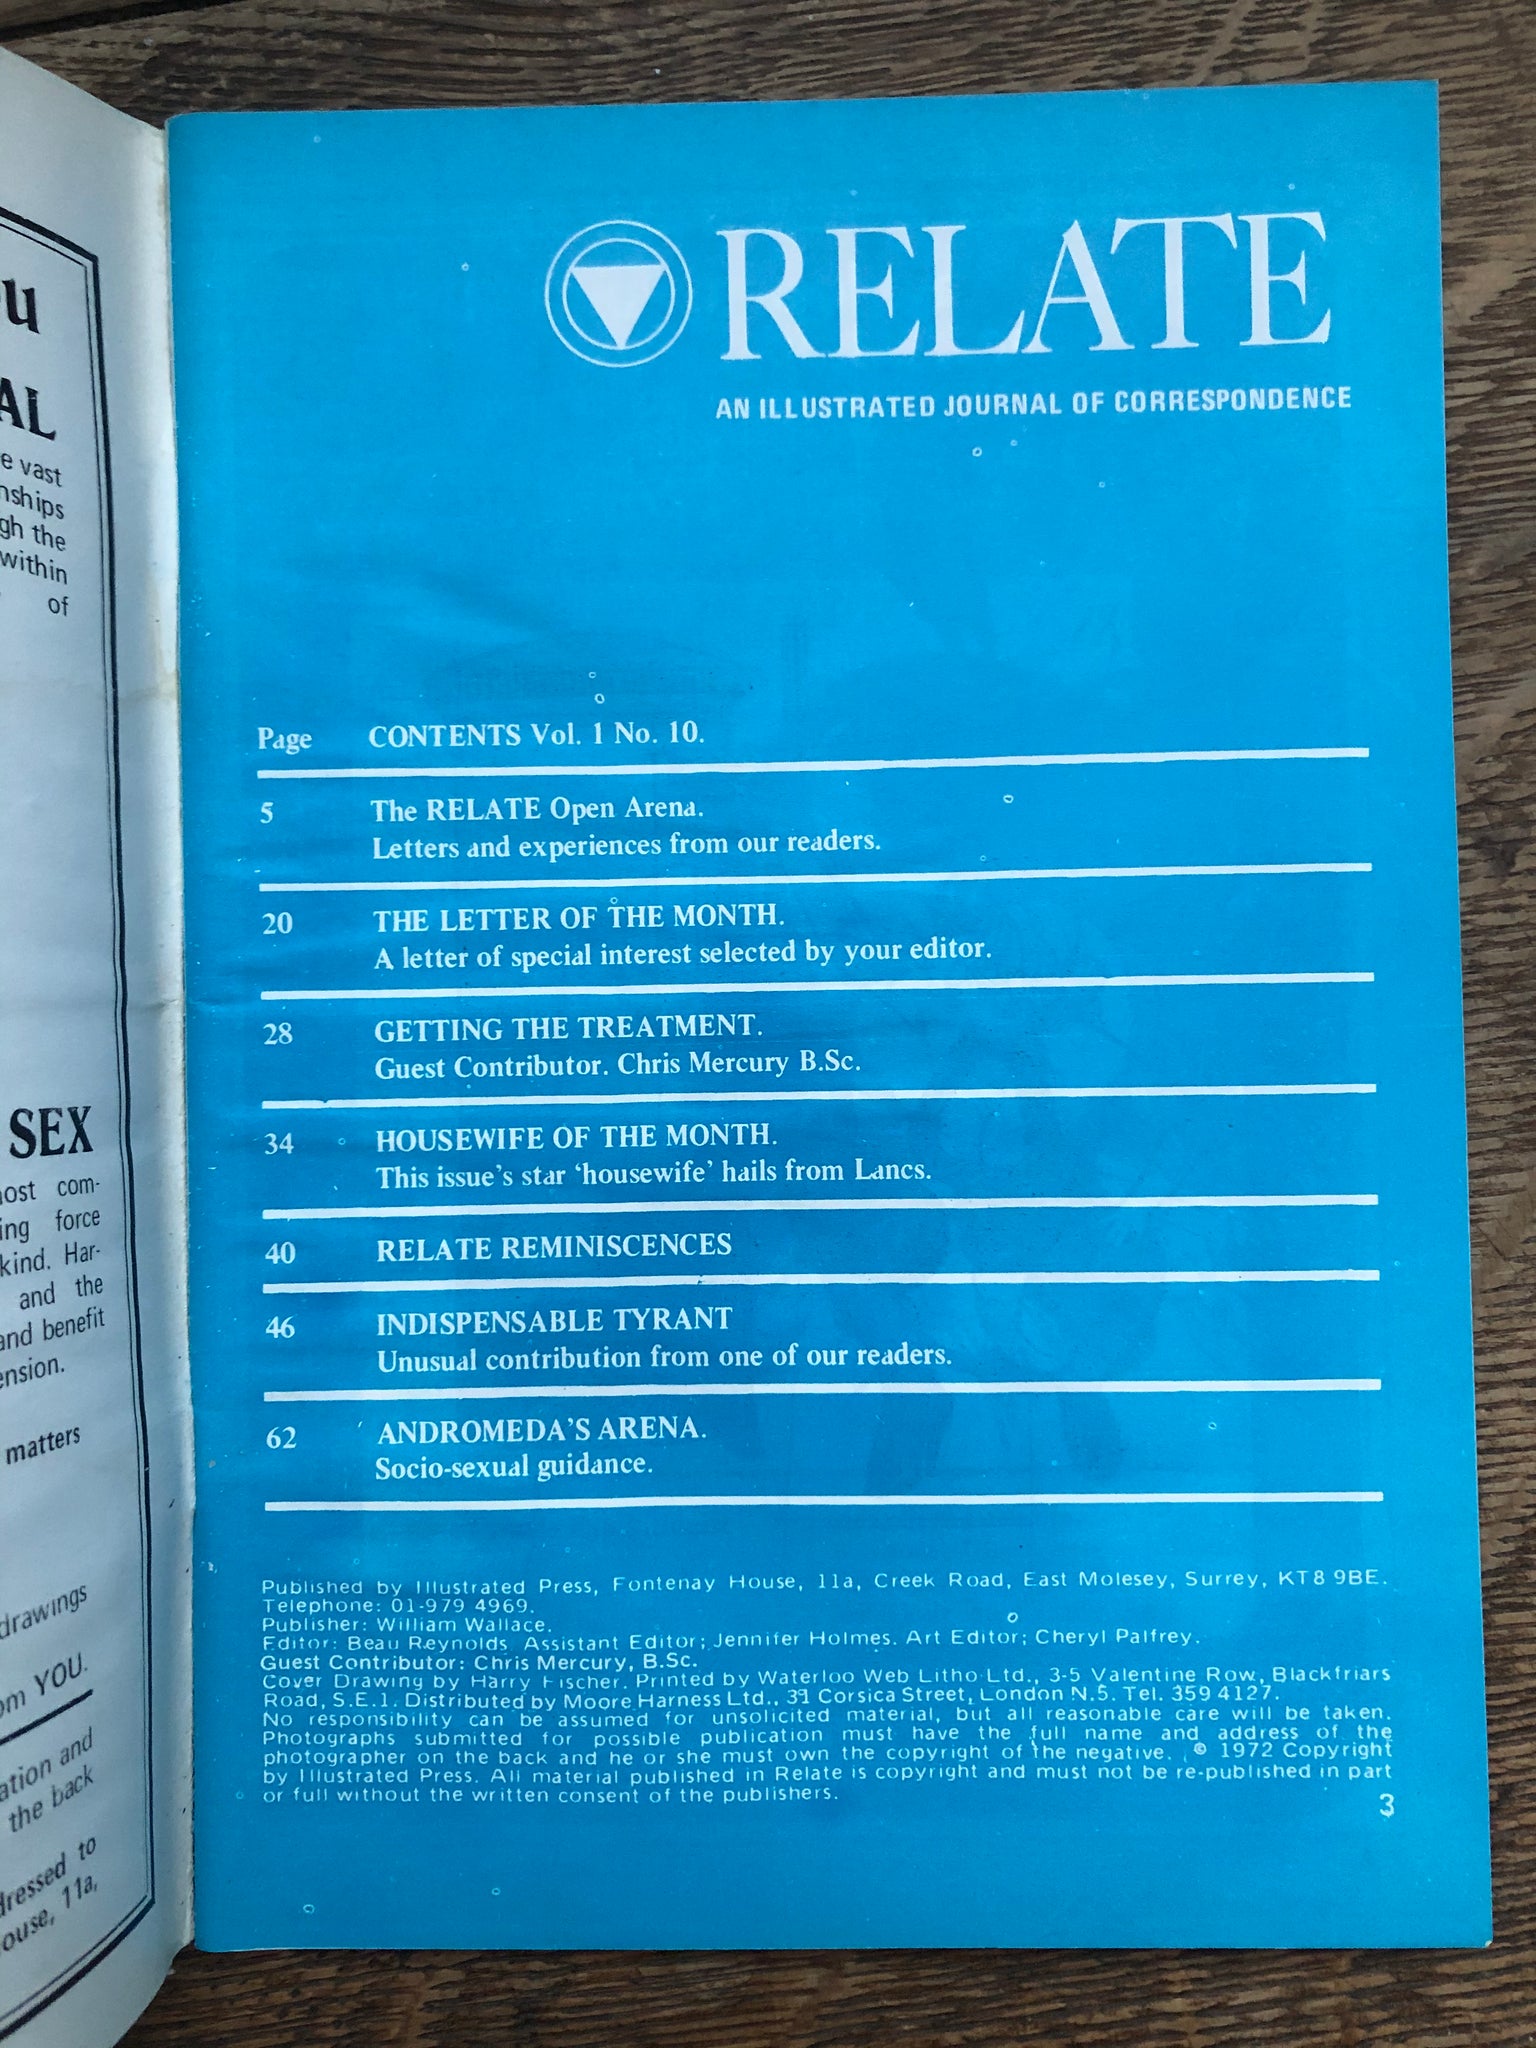 u
AL
e vast
nships
gh the
within
of
SEX
ost com-
ing force
kind. Har-
and the
and benefit
ension.
matters
drawings
om YOU.
ation and
the back
dressed to
ouse, 11a,
RELATE
AN ILLUSTRATED JOURNAL OF CORRESPONDENCE
Page CONTENTS Vol. 1 No. 10.
5 The RELATE Open Arena.
Letters and experiences from our readers.
20 THE LETTER OF THE MONTH.
A letter of special interest selected by your editor.
28 GETTING THE TREATMENT.
Guest Contributor. Chris Mercury B.Sc.
34 HOUSEWIFE OF THE MONTH.
This issue's star 'housewife' hails from Lancs.
40 RELATE REMINISCENCES
46 INDISPENSABLE TYRANT
Unusual contribution from one of our readers.
62 ANDROMEDA'S ARENA.
Socio-sexual guidance.
Published by Illustrated Press, Fontenay House, 11a, Creek Road, East Molesey, Surrey, KT8 9BE.
Telephone: 01-979 4969.
Publisher: William Wallace.
Editor: Beau Reynolds. Assistant Editor; Jennifer Holmes. Art Editor; Cheryl Palfrey.
Guest Contributor: Chris Mercury, B.Sc.
Cover Drawing by Harry Fischer. Printed by Waterloo Web Litho Ltd., 3-5 Valentine Row, Blackfriars
Road, S.E.1. Distributed by Moore Harness Ltd., 31 Corsica Street, London N.5. Tel. 359 4127.
No responsibility can be assumed for unsolicited material, but all reasonable care will be taken.
Photographs submitted for possible publication must have the full name and address of the
photographer on the back and he or she must own the copyright of the negative. © 1972 Copyright
by Illustrated Press. All material published in Relate is copyright and must not be re-published in part
or full without the written consent of the publishers.
3